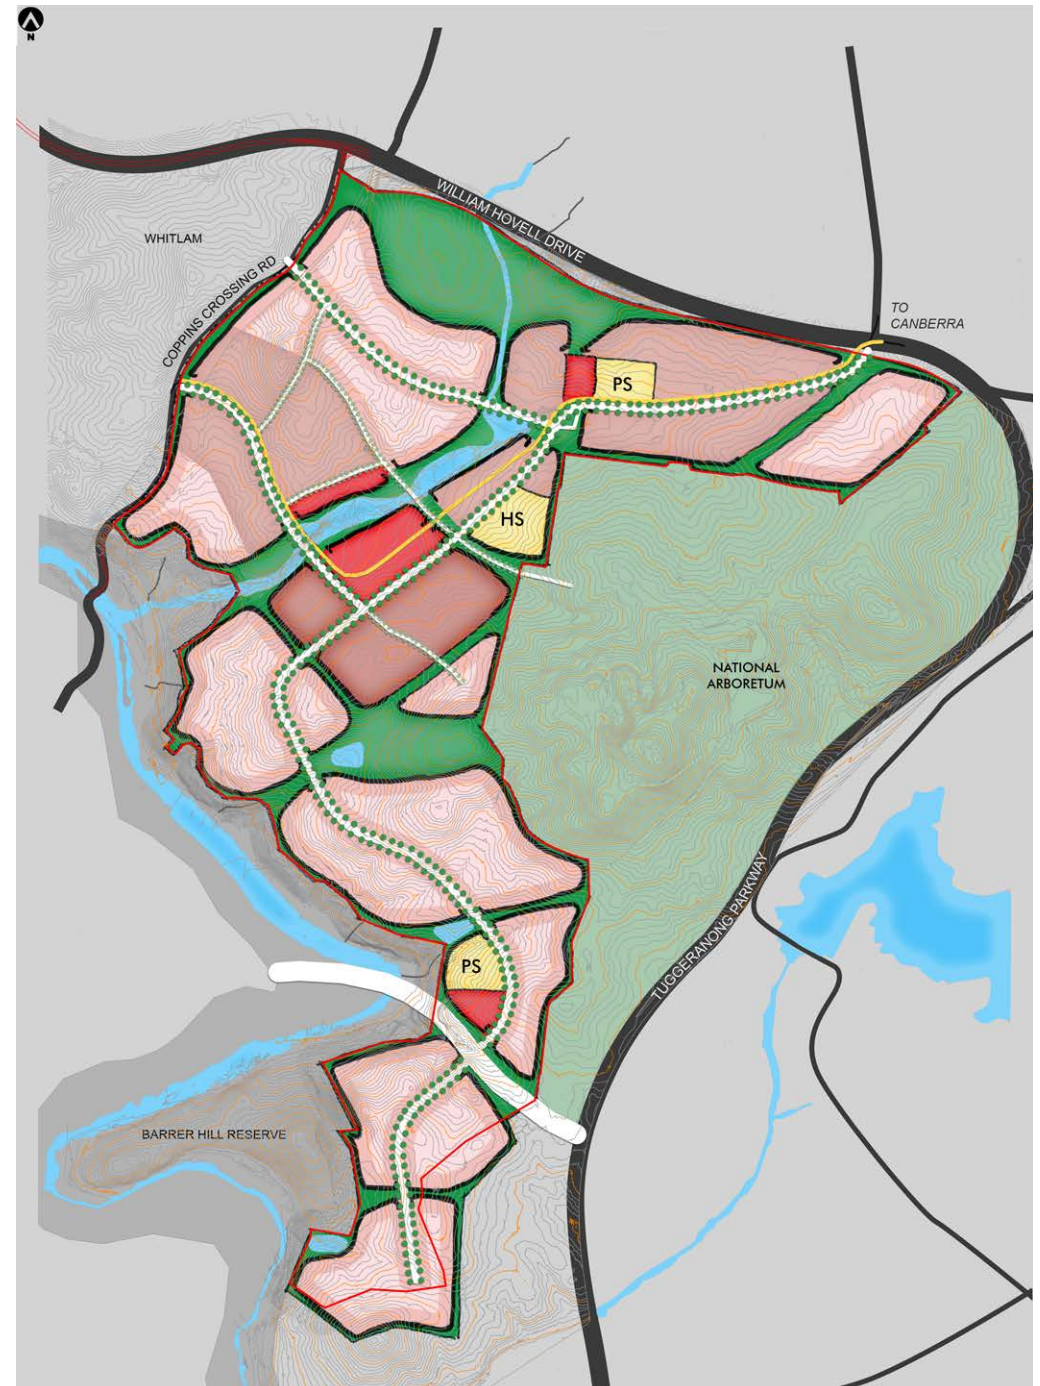 N
WILLIAM HOVELL DRIVE
WHITLAM
COPPINS CROSSING RD
TO
CANBERRA
PS
HS
NATIONAL
ARBORETUM
TUGGERANONG PARKWAY
PS
BARRER HILL RESERVE